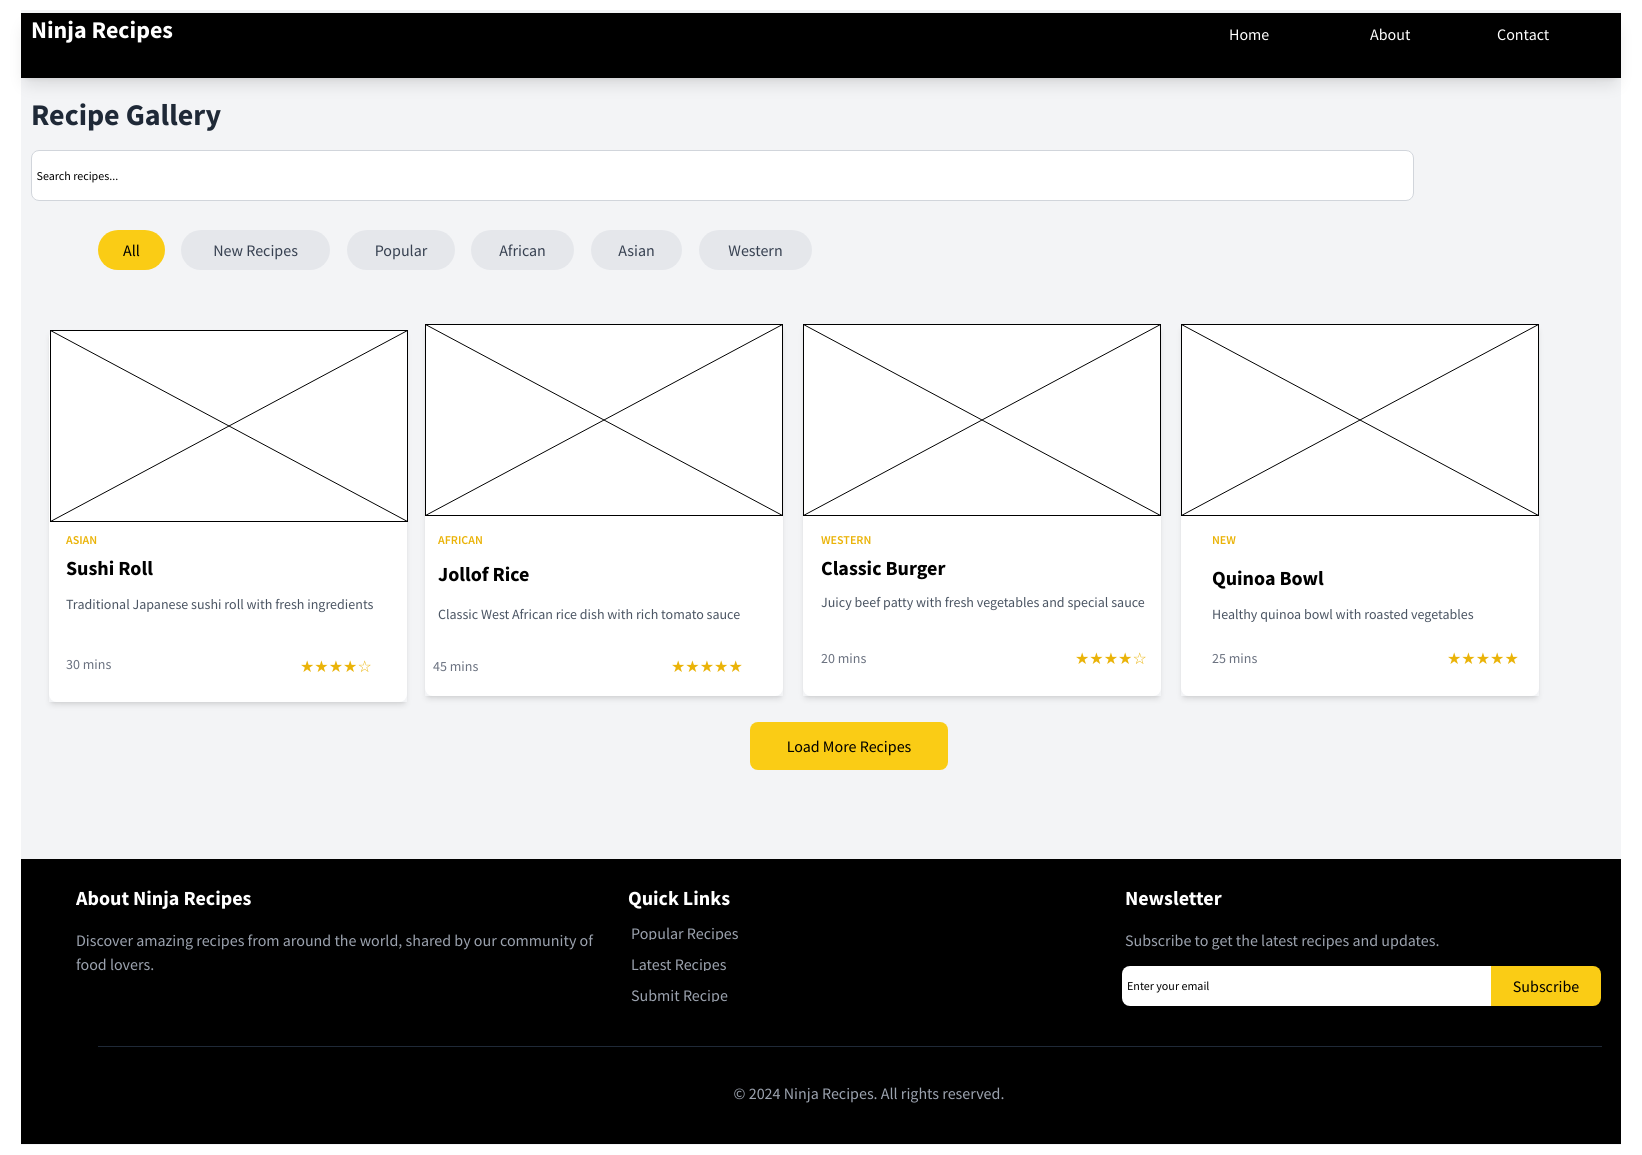 Ninja Recipes
Home
About
Contact
Recipe Gallery
Search recipes...
All
New Recipes
Popular
African
Asian
Western
ASIAN
Sushi Roll
Traditional Japanese sushi roll with fresh ingredients
30 mins
★★★★☆
AFRICAN
Jollof Rice
Classic West African rice dish with rich tomato sauce
45 mins
★★★★★
WESTERN
Classic Burger
Juicy beef patty with fresh vegetables and special sauce
20 mins
★★★★☆
NEW
Quinoa Bowl
Healthy quinoa bowl with roasted vegetables
25 mins
★★★★★
Load More Recipes
About Ninja Recipes
Discover amazing recipes from around the world, shared by our community of
food lovers.
Quick Links
Popular Recipes
Latest Recipes
Submit Recipe
Newsletter
Subscribe to get the latest recipes and updates.
Enter your email
Subscribe
© 2024 Ninja Recipes. All rights reserved.